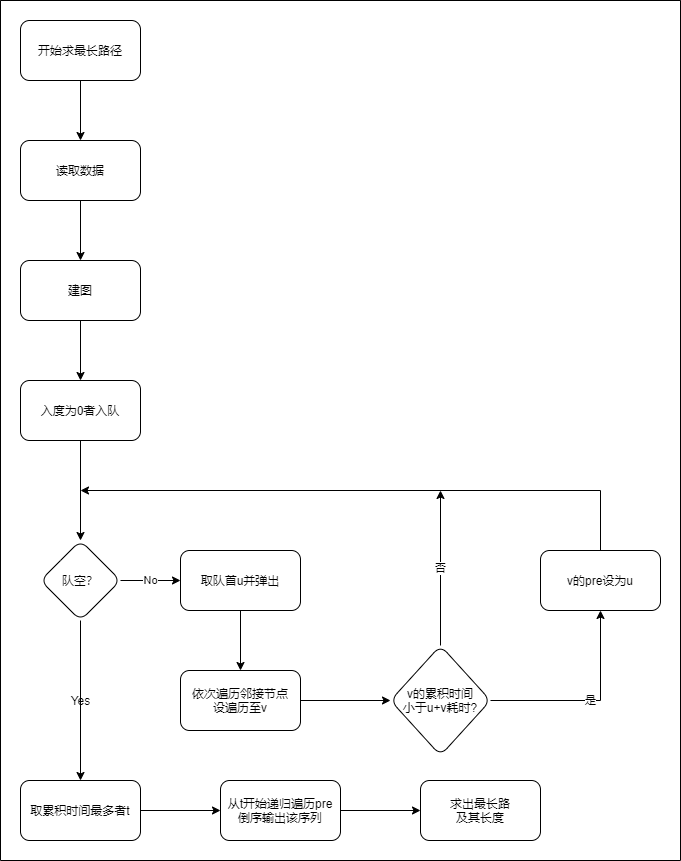 开始求最长路径
读取数据
建图
入度为0者入队
队空?
No
取队首u并弹出
否
v的pre设为u
依次遍历邻接节点
设遍历至v
v的累积时间
小于u+v耗时?
是
Yes
取累积时间最多者t
从t开始递归遍历pre
倒序输出该序列
求出最长路
及其长度